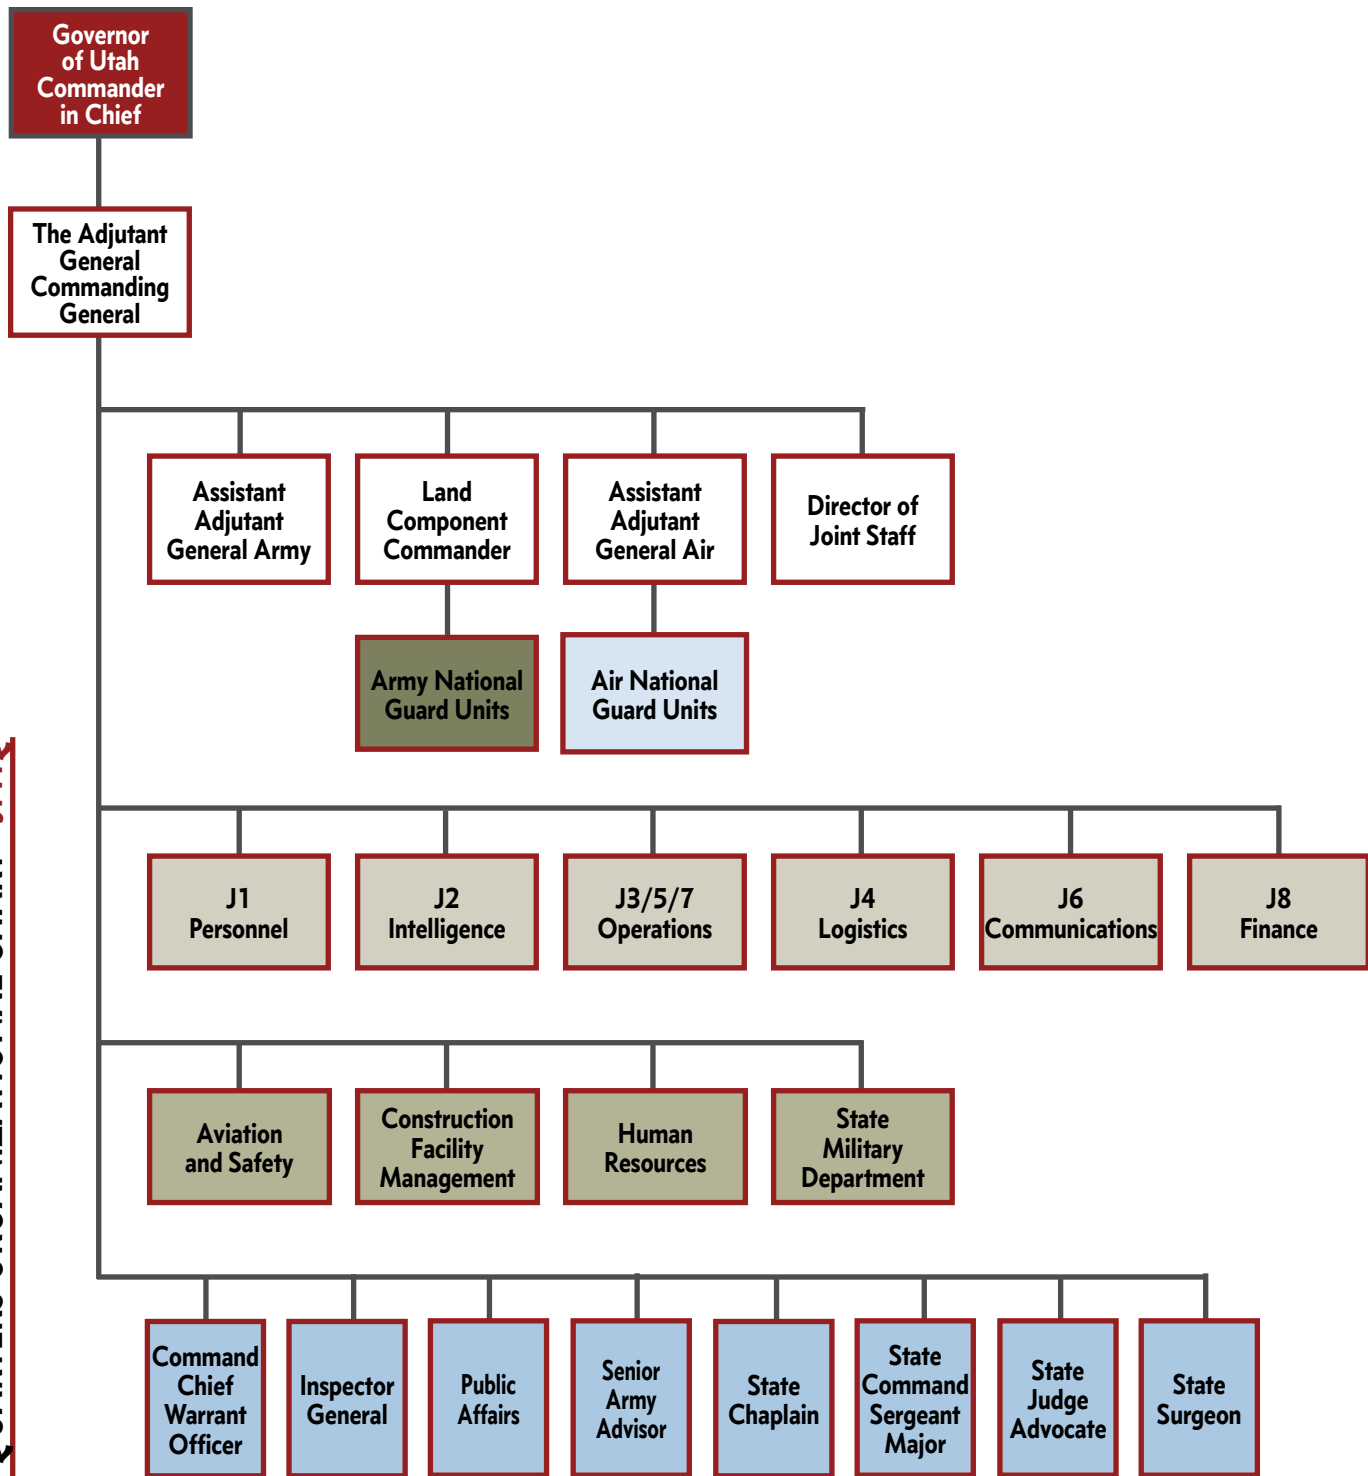 Governor
of Utah
Commander
in Chief
The Adjutant
General
Commanding
General
Assistant
Adjutant
General Army
Land
Component
Commander
Assistant
Adjutant
General Air
Director of
Joint Staff
Army National
Guard Units
Air National
Guard Units
J1
Personnel
J2
Intelligence
J3/5/7
Operations
J4
Logistics
J6
Communications
J8
Finance
Aviation
and Safety
Construction
Facility
Management
Human
Resources
State
Military
Department
Command
Chief
Warrant
Officer
Inspector
General
Public
Affairs
Senior
Army
Advisor
State
Chaplain
State
Command
Sergeant
Major
State
Judge
Advocate
State
Surgeon